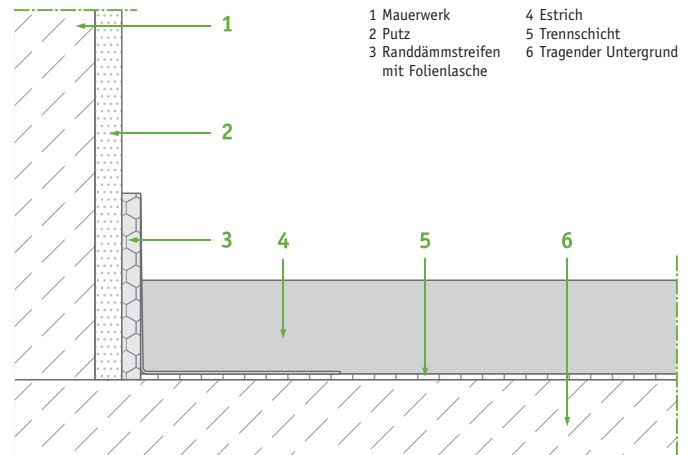 1 Mauerwerk
2 Putz
3 Randdämmstreifen
mit Folienlasche
4 Estrich
5 Trennschicht
6 Tragender Untergrund
1
2
3
4
5
6